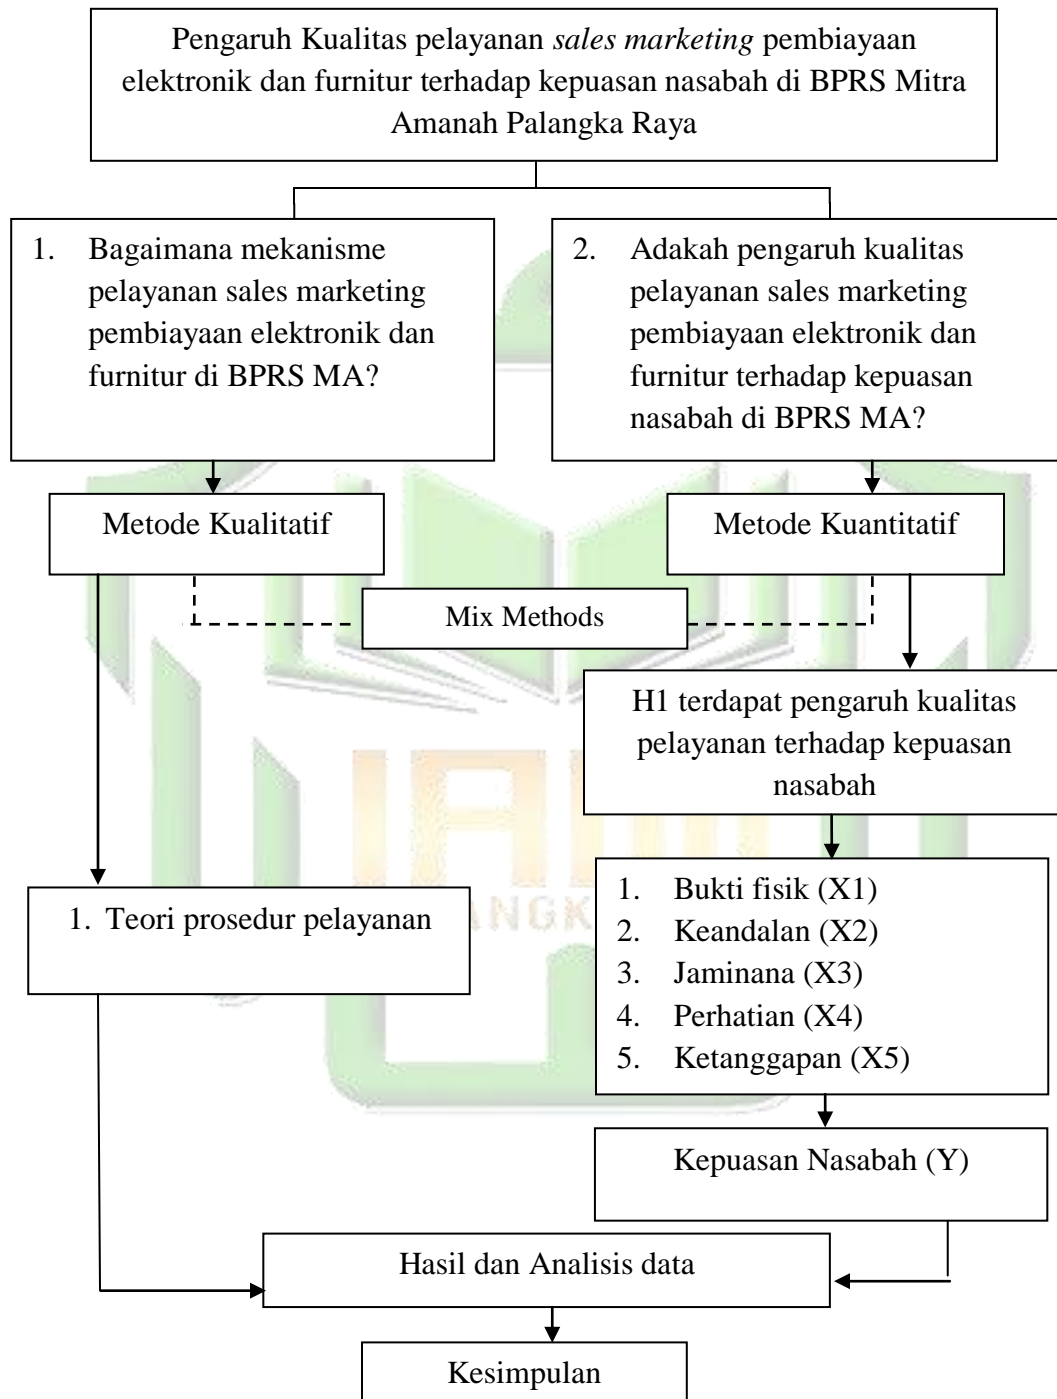 Pengaruh Kualitas pelayanan sales marketing pembiayaan
elektronik dan furnitur terhadap kepuasan nasabah di BPRS Mitra
Amanah Palangka Raya
1. Bagaimana mekanisme
pelayanan sales marketing
pembiayaan elektronik dan
furnitur di BPRS MA?
2. Adakah pengaruh kualitas
pelayanan sales marketing
pembiayaan elektronik dan
furnitur terhadap kepuasan
nasabah di BPRS MA?
Metode Kualitatif
Metode Kuantitatif
Mix Methods
H1 terdapat pengaruh kualitas
pelayanan terhadap kepuasan
nasabah
1. Teori prosedur pelayanan
1. Bukti fisik (X1)
2. Keandalan (X2)
3. Jaminana (X3)
4. Perhatian (X4)
5. Ketanggapan (X5)
Kepuasan Nasabah (Y)
Hasil dan Analisis data
Kesimpulan